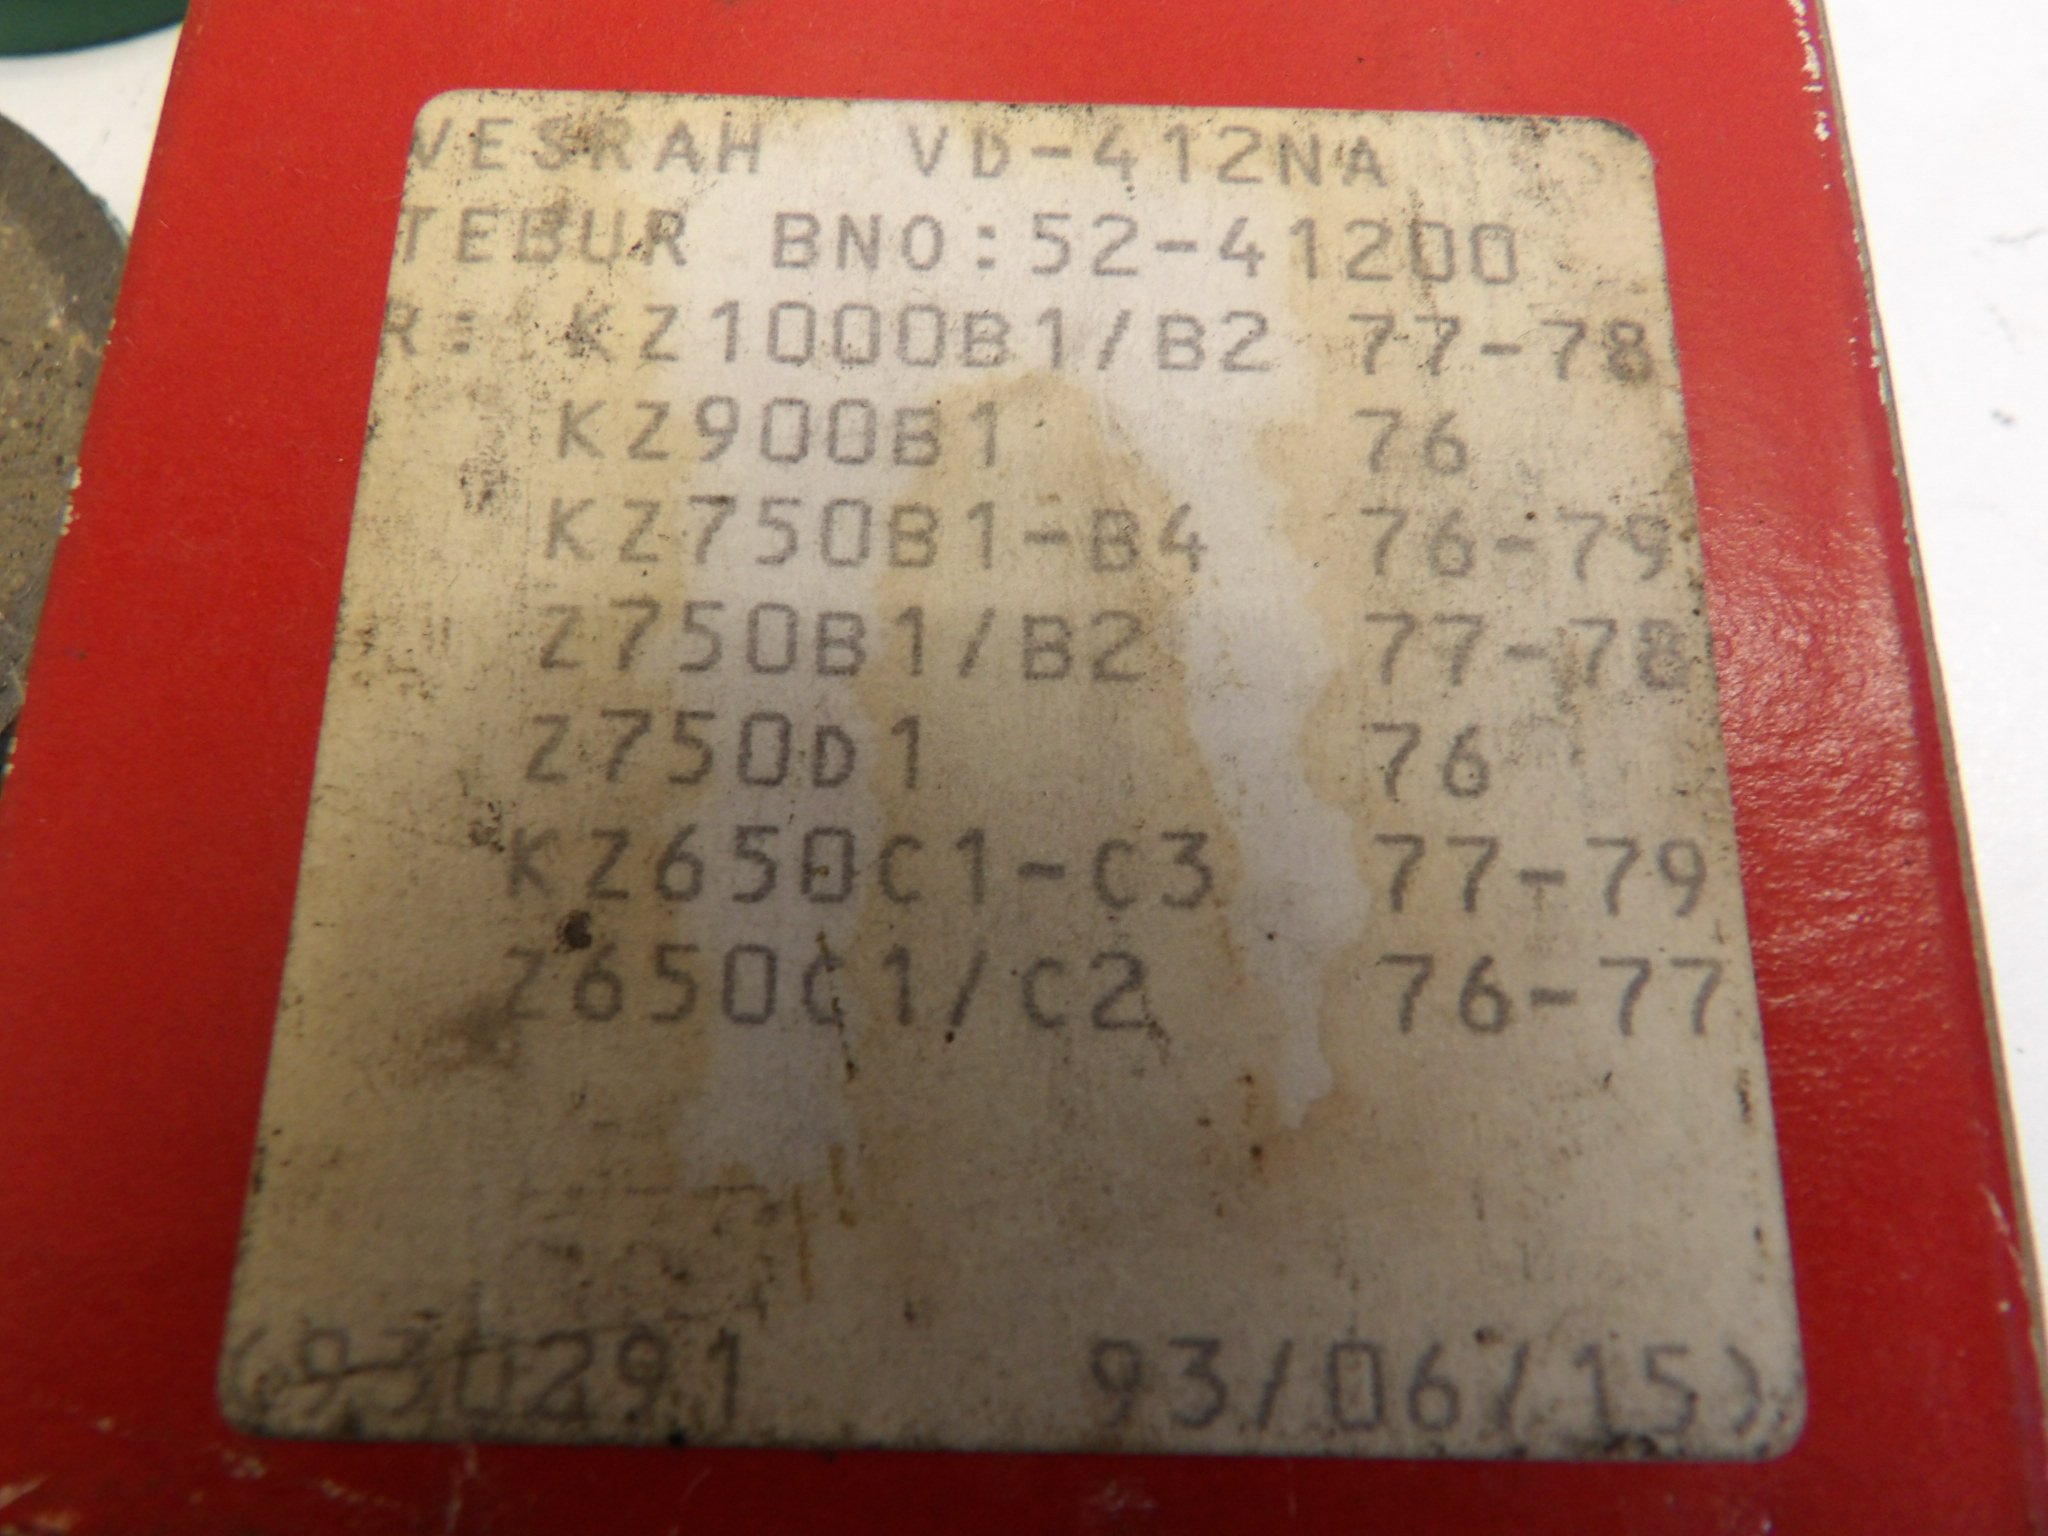 VESRAH VD-412NA
TEBUR BNO:52-41200
R: KZ1000B1/B2 77-78
KZ900B1 76
KZ750B1-B4 76-79
Z750B1/B2 77-78
Z750D1 76
KZ650C1-C3 77-79
Z650C1/C2 76-77
(930291 93/06/15)